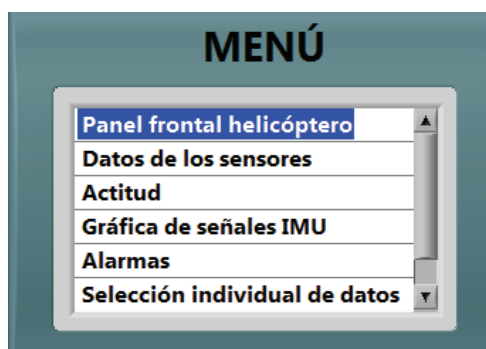 MENÚ
Panel frontal helicóptero
Datos de los sensores
Actitud
Gráfica de señales IMU
Alarmas
Selección individual de datos